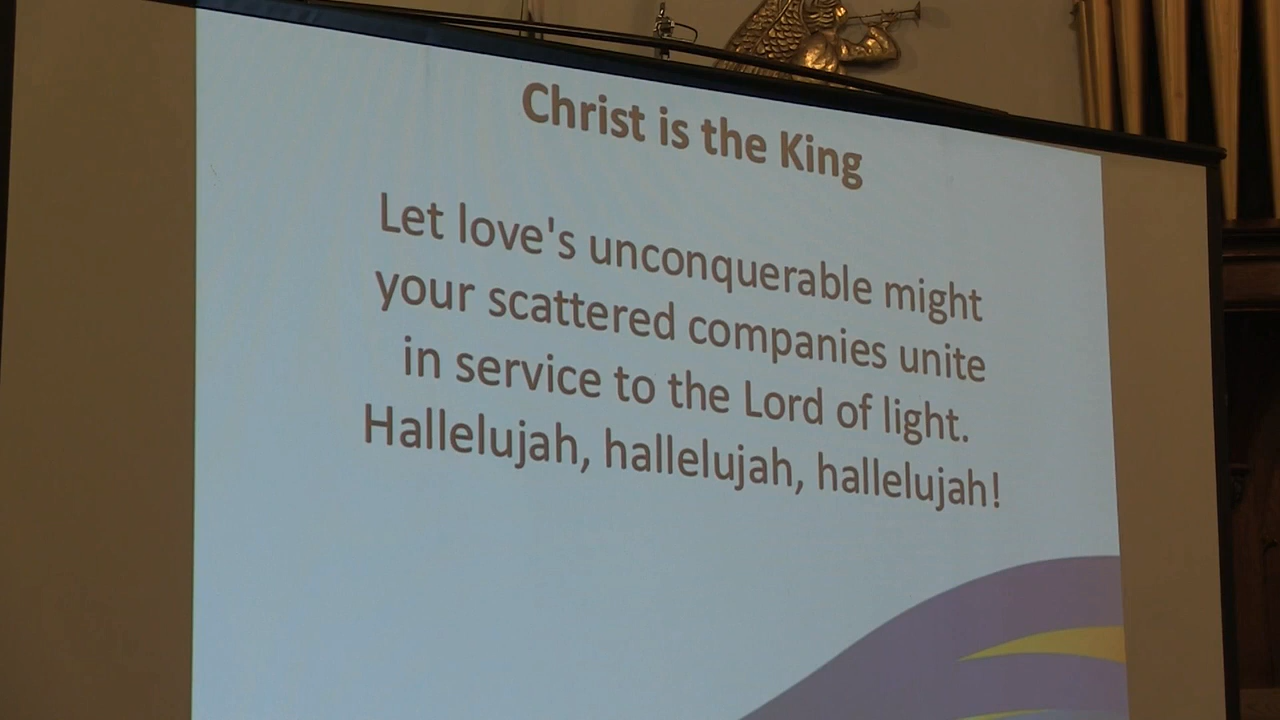 Christ is the King
Let love's unconquerable might
your scattered companies unite
in service to the Lord of light.
Hallelujah, hallelujah, hallelujah!